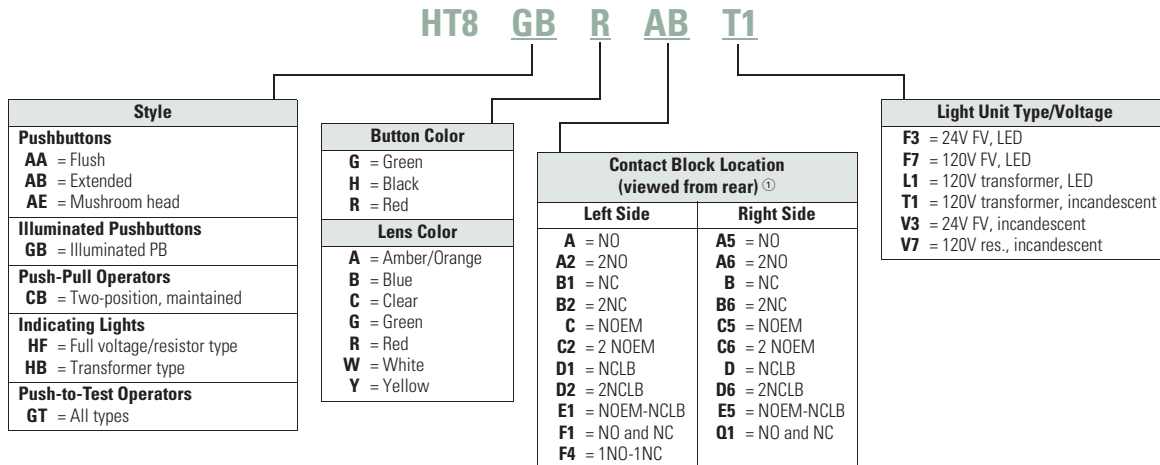 HT8 GB R AB T1
Style
Pushbuttons
AA = Flush
AB = Extended
AE = Mushroom head
Illuminated Pushbuttons
GB = Illuminated PB
Push-Pull Operators
CB = Two-position, maintained
Indicating Lights
HF = Full voltage/resistor type
HB = Transformer type
Push-to-Test Operators
GT = All types
Button Color
G = Green
H = Black
R = Red
Lens Color
A = Amber/Orange
B = Blue
C = Clear
G = Green
R = Red
W = White
Y = Yellow
Contact Block Location
(viewed from rear) ①
Left Side
A = NO
A2 = 2NO
B1 = NC
B2 = 2NC
C = NOEM
C2 = 2 NOEM
D1 = NCLB
D2 = 2NCLB
E1 = NOEM-NCLB
F1 = NO and NC
F4 = 1NO-1NC
Right Side
A5 = NO
A6 = 2NO
B = NC
B6 = 2NC
C5 = NOEM
C6 = 2 NOEM
D = NCLB
D6 = 2NCLB
E5 = NOEM-NCLB
Q1 = NO and NC
Light Unit Type/Voltage
F3 = 24V FV, LED
F7 = 120V FV, LED
L1 = 120V transformer, LED
T1 = 120V transformer, incandescent
V3 = 24V FV, incandescent
V7 = 120V res., incandescent